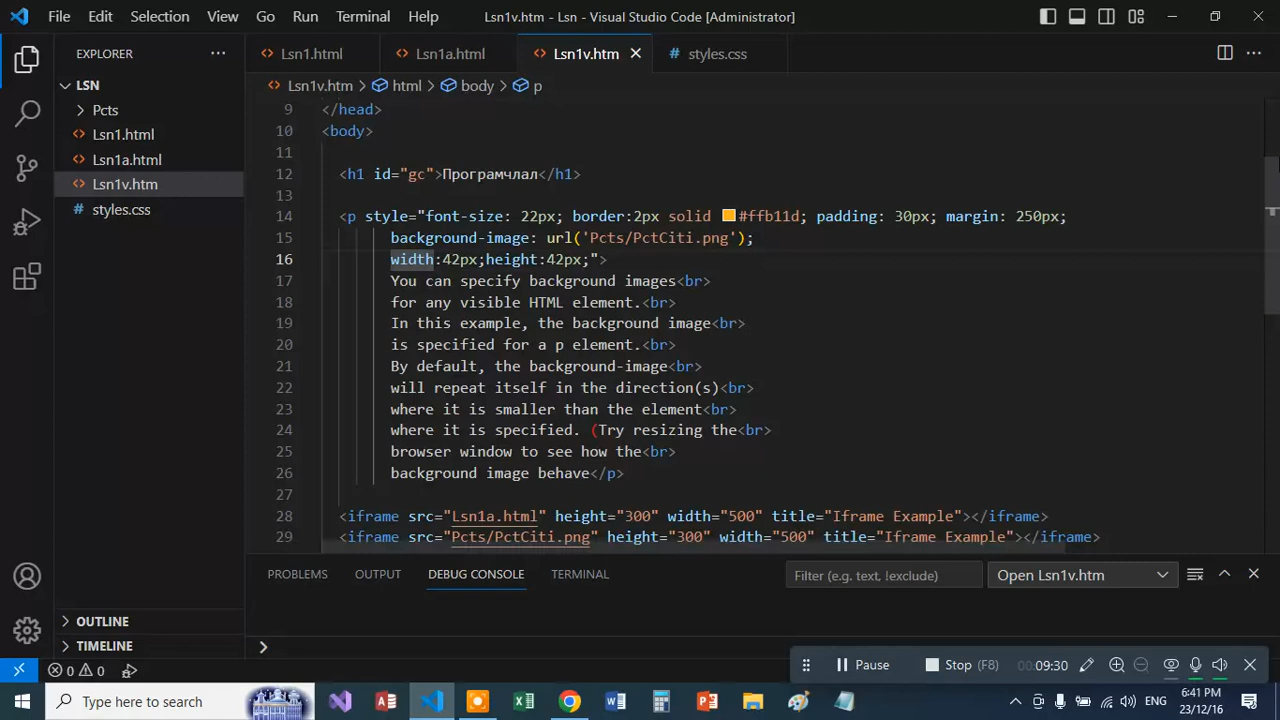 File Edit Selection View Go Run Terminal Help Lsn1v.htm - Lsn - Visual Studio Code [Administrator]
EXPLORER
LSN
Pcts
Lsn1.html
Lsn1a.html
Lsn1v.htm
styles.css
OUTLINE
TIMELINE
Lsn1.html Lsn1a.html Lsn1v.htm styles.css
Lsn1v.htm > html > body > p
9 </head>
10 <body>
11
12 <h1 id="gc">Програмчлал</h1>
13
14 <p style="font-size: 22px; border:2px solid #ffb11d; padding: 30px; margin: 250px;
15 background-image: url('Pcts/PctCiti.png');
16 width:42px;height:42px;">
17 You can specify background images<br>
18 for any visible HTML element.<br>
19 In this example, the background image<br>
20 is specified for a p element.<br>
21 By default, the background-image<br>
22 will repeat itself in the direction(s)<br>
23 where it is smaller than the element<br>
24 where it is specified. (Try resizing the<br>
25 browser window to see how the<br>
26 background image behave</p>
27
28 <iframe src="Lsn1a.html" height="300" width="500" title="Iframe Example"></iframe>
29 <iframe src="Pcts/PctCiti.png" height="300" width="500" title="Iframe Example"></iframe>
PROBLEMS OUTPUT DEBUG CONSOLE TERMINAL Filter (e.g. text, !exclude) Open Lsn1v.htm
0 0
Pause Stop (F8) 00:09:30
Type here to search
ENG
6:41 PM
23/12/16